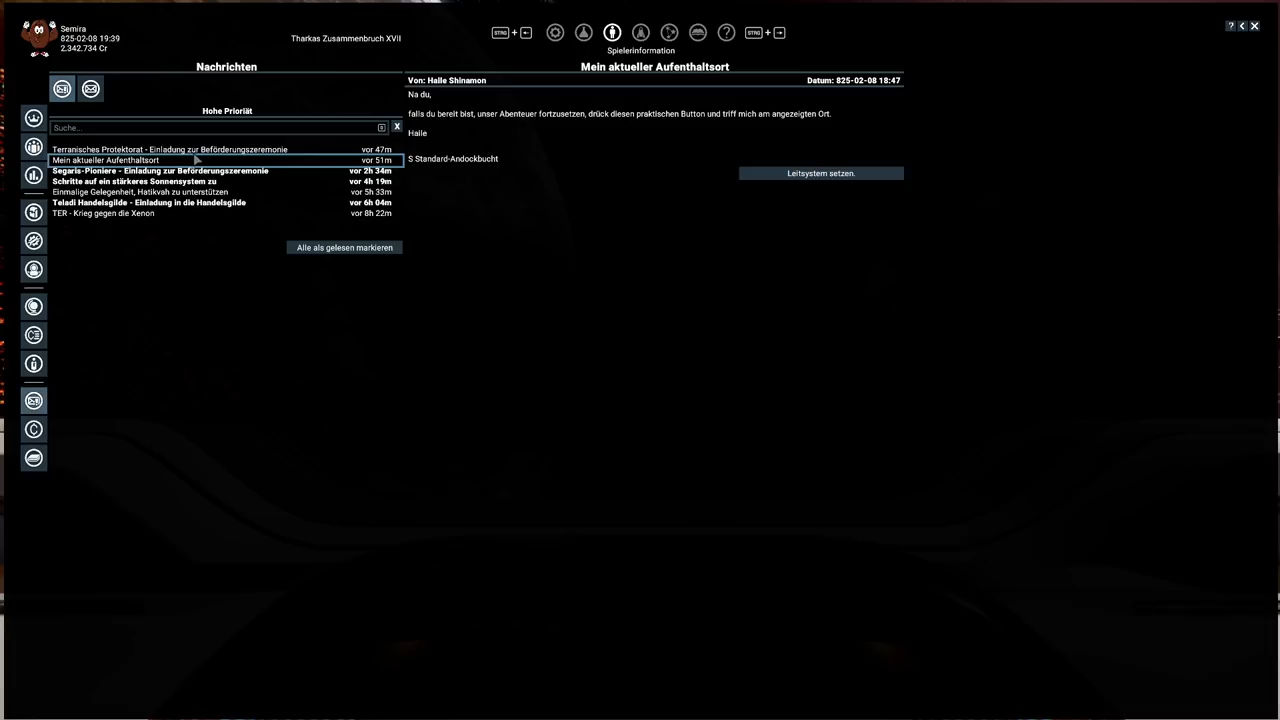 Semira
825-02-08 19:39
2.342.734 Cr
Tharkas Zusammenbruch XVII
STRG + ←
STRG + →
?
Spielerinformation
Nachrichten
Hohe Prioriät
Suche...
X
Terranisches Protektorat - Einladung zur Beförderungszeremonie vor 47m
Mein aktueller Aufenthaltsort vor 51m
Segaris-Pioniere - Einladung zur Beförderungszeremonie vor 2h 34m
Schritte auf ein stärkeres Sonnensystem zu vor 4h 19m
Einmalige Gelegenheit, Hatikvah zu unterstützen vor 5h 33m
Teladi Handelsgilde - Einladung in die Handelsgilde vor 6h 04m
TER - Krieg gegen die Xenon vor 8h 22m
Alle als gelesen markieren
Mein aktueller Aufenthaltsort
Von: Haile Shinamon Datum: 825-02-08 18:47
Na du,
falls du bereit bist, unser Abenteuer fortzusetzen, drück diesen praktischen Button und triff mich am angezeigten Ort.
Haile
S Standard-Andockbucht
Leitsystem setzen.